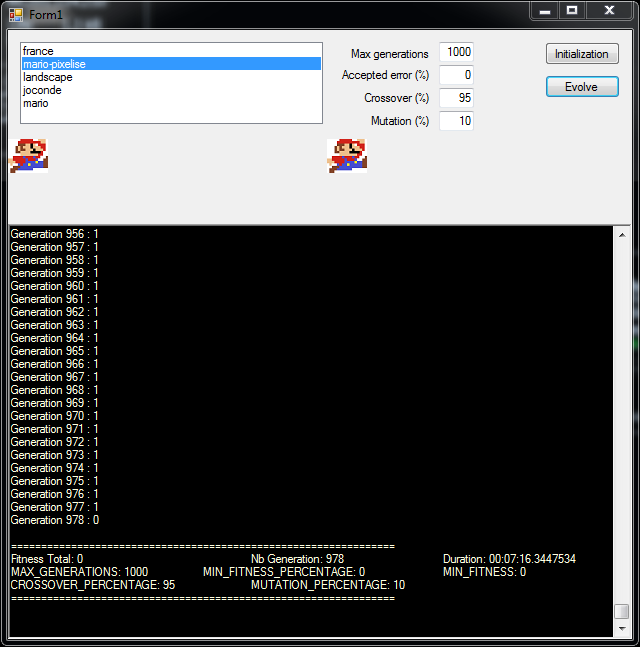 Form1
france
mario-pixelise
landscape
joconde
mario
Max generations 1000
Accepted error (%) 0
Crossover (%) 95
Mutation (%) 10
Initialization
Evolve
Generation 956 : 1
Generation 957 : 1
Generation 958 : 1
Generation 959 : 1
Generation 960 : 1
Generation 961 : 1
Generation 962 : 1
Generation 963 : 1
Generation 964 : 1
Generation 965 : 1
Generation 966 : 1
Generation 967 : 1
Generation 968 : 1
Generation 969 : 1
Generation 970 : 1
Generation 971 : 1
Generation 972 : 1
Generation 973 : 1
Generation 974 : 1
Generation 975 : 1
Generation 976 : 1
Generation 977 : 1
Generation 978 : 0
================================================================
Fitness Total: 0 Nb Generation: 978 Duration: 00:07:16.3447534
MAX_GENERATIONS: 1000 MIN_FITNESS_PERCENTAGE: 0 MIN_FITNESS: 0
CROSSOVER_PERCENTAGE: 95 MUTATION_PERCENTAGE: 10
================================================================